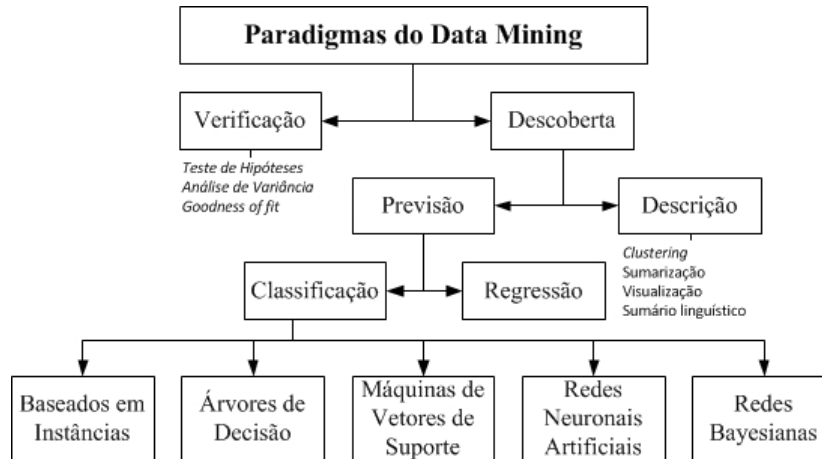 Paradigmas do Data Mining
Verificação
Descoberta
Teste de Hipóteses
Análise de Variância
Goodness of fit
Previsão
Descrição
Clustering
Sumarização
Visualização
Sumário linguístico
Classificação
Regressão
Baseados em
Instâncias
Árvores de
Decisão
Máquinas de
Vetores de
Suporte
Redes
Neuronais
Artificiais
Redes
Bayesianas